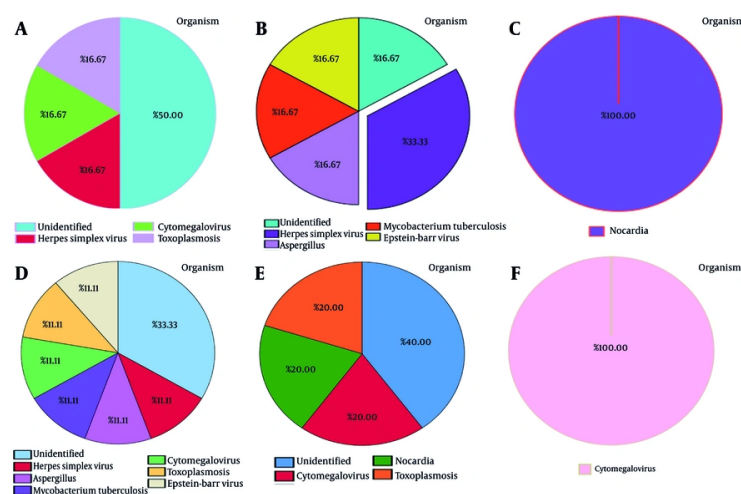 A
Organism
%16.67
%16.67
%50.00
%16.67
Unidentified
Cytomegalovirus
Herpes simplex virus
Toxoplasmosis
B
Organism
%16.67
%16.67
%16.67
%33.33
%16.67
Unidentified
Herpes simplex virus
Mycobacterium tuberculosis
Aspergillus
Epstein-barr virus
C
Organism
%100.00
Nocardia
D
Organism
%11.11
%33.33
%11.11
%11.11
%11.11
%11.11
%11.11
Unidentified
Herpes simplex virus
Aspergillus
Mycobacterium tuberculosis
Cytomegalovirus
Toxoplasmosis
Epstein-barr virus
E
Organism
%20.00
%40.00
%20.00
%20.00
Unidentified
Nocardia
Cytomegalovirus
Toxoplasmosis
F
Organism
%100.00
Cytomegalovirus